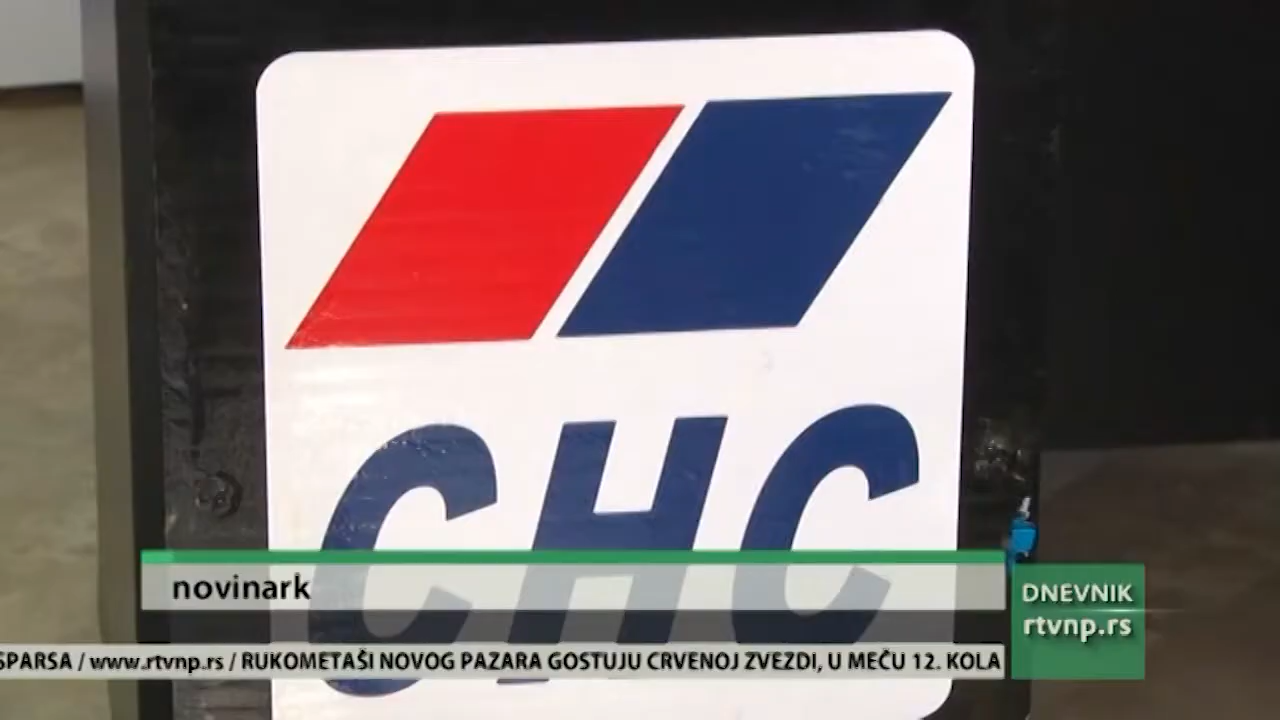 СНС
novinark
DNEVNIK
rtvnp.rs
SPARSA / www.rtvnp.rs / RUKOMETAŠI NOVOG PAZARA GOSTUJU CRVENOJ ZVEZDI, U MEČU 12. KOLA